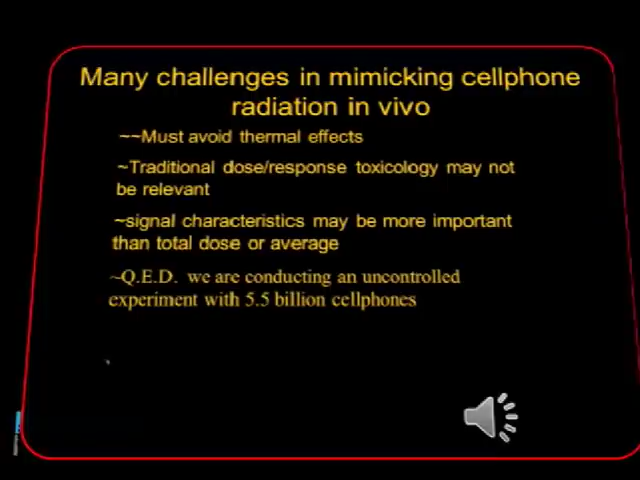 Many challenges in mimicking cellphone
radiation in vivo
~~Must avoid thermal effects
~Traditional dose/response toxicology may not
be relevant
~signal characteristics may be more important
than total dose or average
~Q.E.D. we are conducting an uncontrolled
experiment with 5.5 billion cellphones